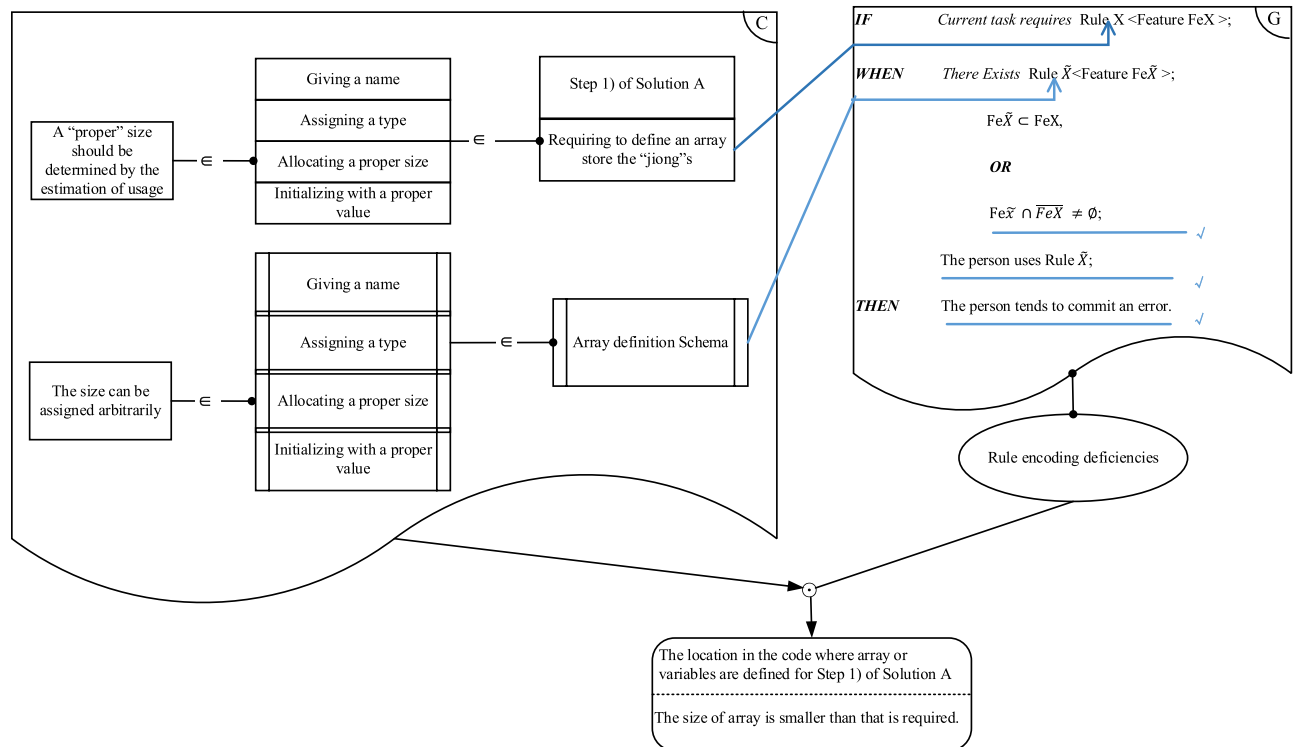 C
Giving a name
Assigning a type
Allocating a proper size
Initializing with a proper
value
Step 1) of Solution A
Requiring to define an array
store the “jiong”s
A “proper” size
should be
determined by the
estimation of usage
∈
∈
Giving a name
Assigning a type
Allocating a proper size
Initializing with a proper
value
Array definition Schema
The size can be
assigned arbitrarily
∈
∈
G
IF Current task requires Rule X <Feature FeX >;
WHEN There Exists Rule X̃<Feature FeX̃ >;
FeX̃ ⊂ FeX,
OR
Fex̃ ∩ F̅e̅X̅ ≠ ∅;
√
The person uses Rule X̃;
√
THEN The person tends to commit an error.
√
Rule encoding deficiencies
The location in the code where array or
variables are defined for Step 1) of Solution A
The size of array is smaller than that is required.